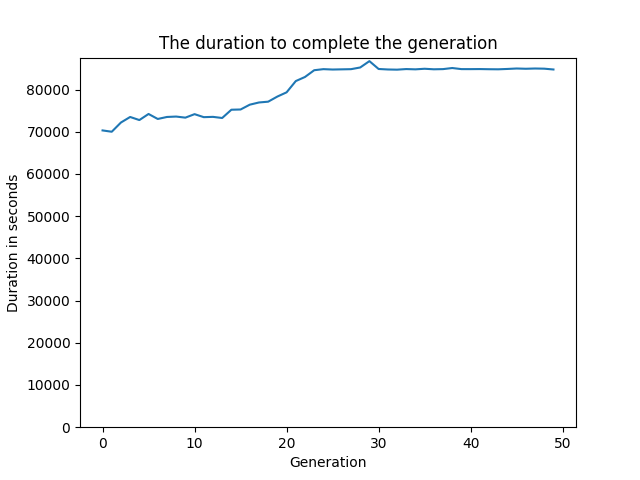 The duration to complete the generation
80000
70000
60000
50000
40000
30000
20000
10000
0
Duration in seconds
0 10 20 30 40 50
Generation